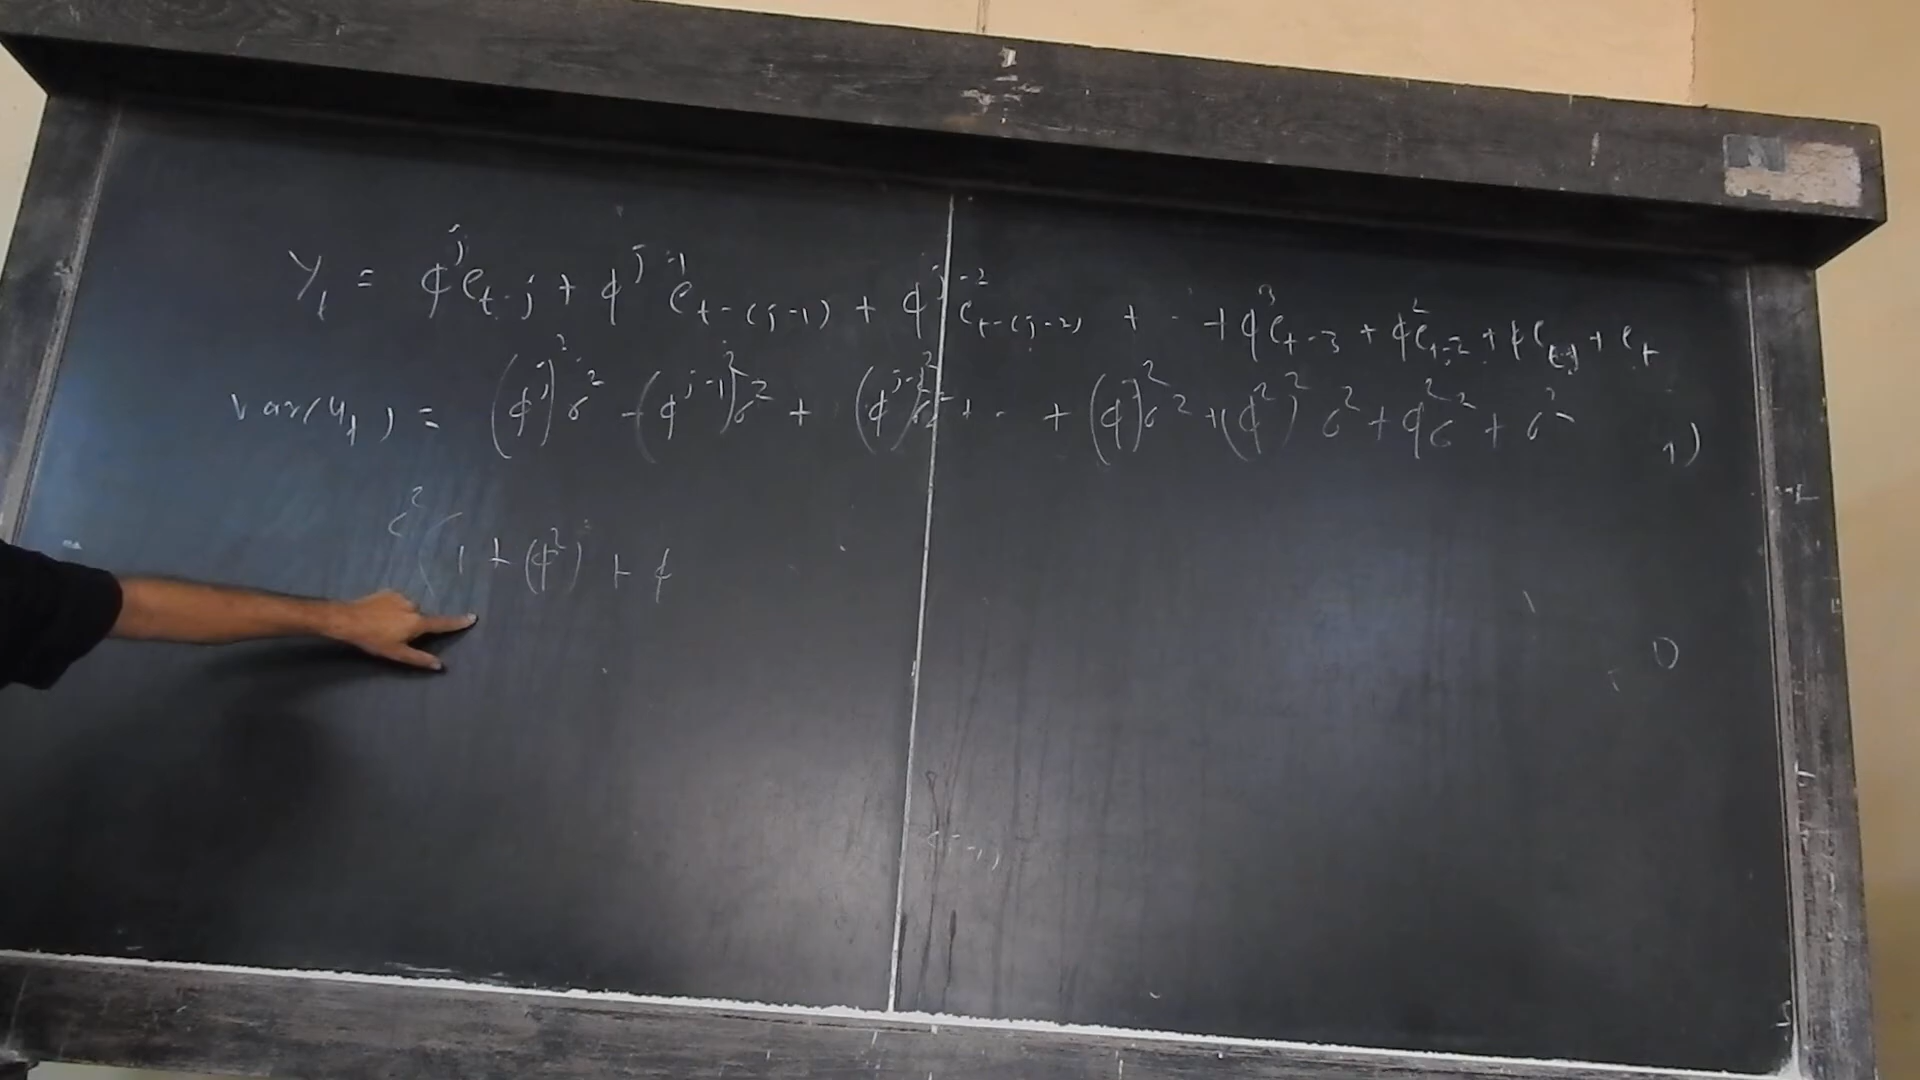 Y_t = φ^j e_{t-j} + φ^{j-1} e_{t-(j-1)} + φ^{j-2} e_{t-(j-2)} + - - + φ^3 e_{t-3} + φ^2 e_{t-2} + φ e_{t-1} + e_t
var(y_t) = (φ^j)^2 σ^2 - (φ^{j-1})^2 σ^2 + (φ^{j-2})^2 σ^2 + - + (φ^3)^2 σ^2 + (φ^2)^2 σ^2 + φ^2 σ^2 + σ^2 1)
σ^2 ( 1 + (φ^2) + φ